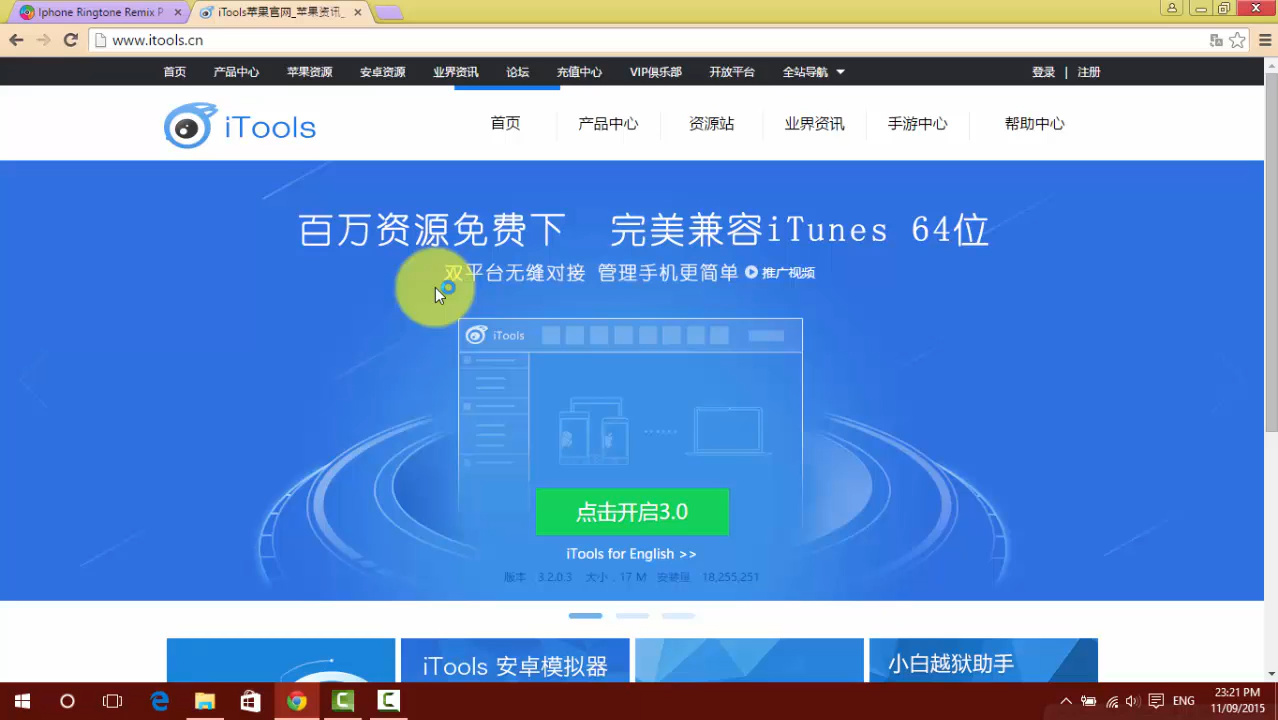 Iphone Ringtone Remix P
iTools苹果官网_苹果资讯_
www.itools.cn
首页 产品中心 苹果资源 安卓资源 业界资讯 论坛 充值中心 VIP俱乐部 开放平台 全站导航 登录 | 注册
iTools
首页 产品中心 资源站 业界资讯 手游中心 帮助中心
百万资源免费下 完美兼容iTunes 64位
双平台无缝对接 管理手机更简单 推广视频
iTools
点击开启3.0
iTools for English >>
版本：3.2.0.3 大小：17 M 安装量：18,255,251
iTools 安卓模拟器
小白越狱助手
ENG
23:21 PM
11/09/2015